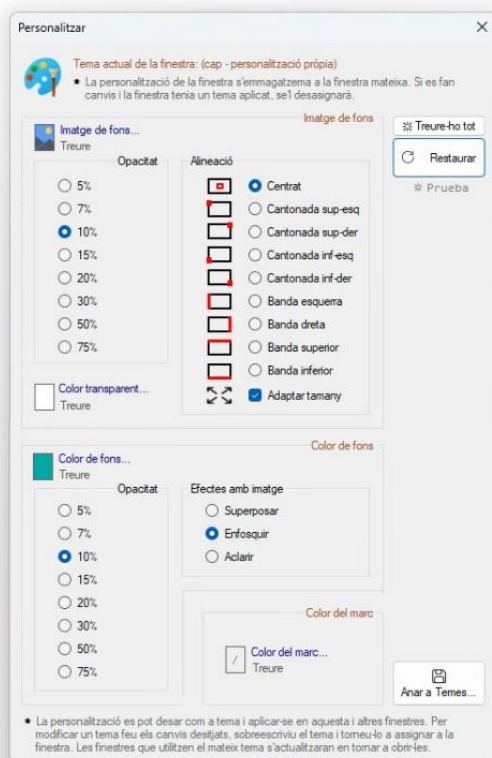 Personalitzar
Tema actual de la finestra: (cap - personalització pròpia)
• La personalització de la finestra s'emmagatzema a la finestra mateixa. Si es fan
canvis i la finestra tenia un tema aplicat, se'l desasignarà.
Imatge de fons
Imatge de fons...
Treure
Treure-ho tot
Restaurar
Prueba
Opacitat
5%
7%
10%
15%
20%
30%
50%
75%
Alineació
Centrat
Cantonada sup-esq
Cantonada sup-der
Cantonada inf-esq
Cantonada inf-der
Banda esquerra
Banda dreta
Banda superior
Banda inferior
Adaptar tamany
Color transparent...
Treure
Color de fons
Color de fons...
Treure
Opacitat
5%
7%
10%
15%
20%
30%
50%
75%
Efectes amb imatge
Superposar
Enfosquir
Aclarir
Color del marc
Color del marc...
Treure
Anar a Temes...
• La personalització es pot desar com a tema i aplicar-se en aquesta i altres finestres. Per
modificar un tema feu els canvis desitjats, sobreescriviu el tema i torneu-lo a assignar a la
finestra. Les finestres que utilitzen el mateix tema s'actualitzaran en tornar a obrir-les.